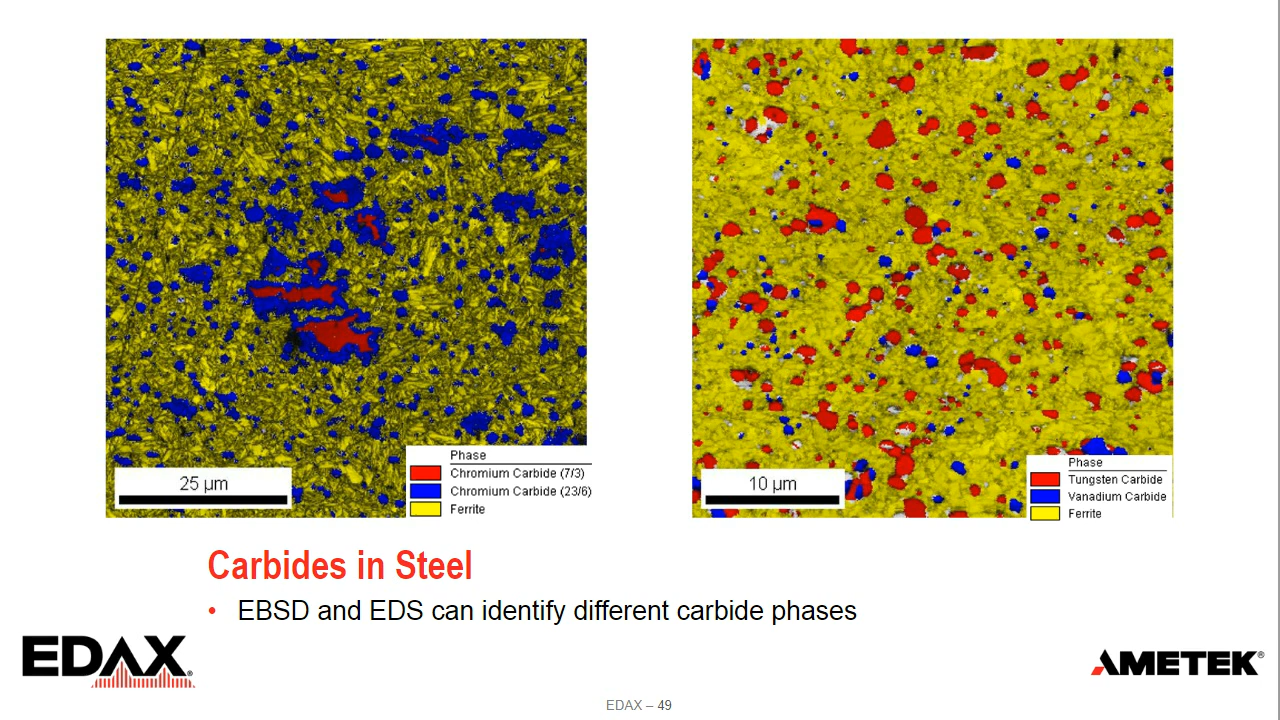 25 µm
Phase
Chromium Carbide (7/3)
Chromium Carbide (23/6)
Ferrite
10 µm
Phase
Tungsten Carbide
Vanadium Carbide
Ferrite
Carbides in Steel
• EBSD and EDS can identify different carbide phases
EDAX®
AMETEK®
EDAX – 49